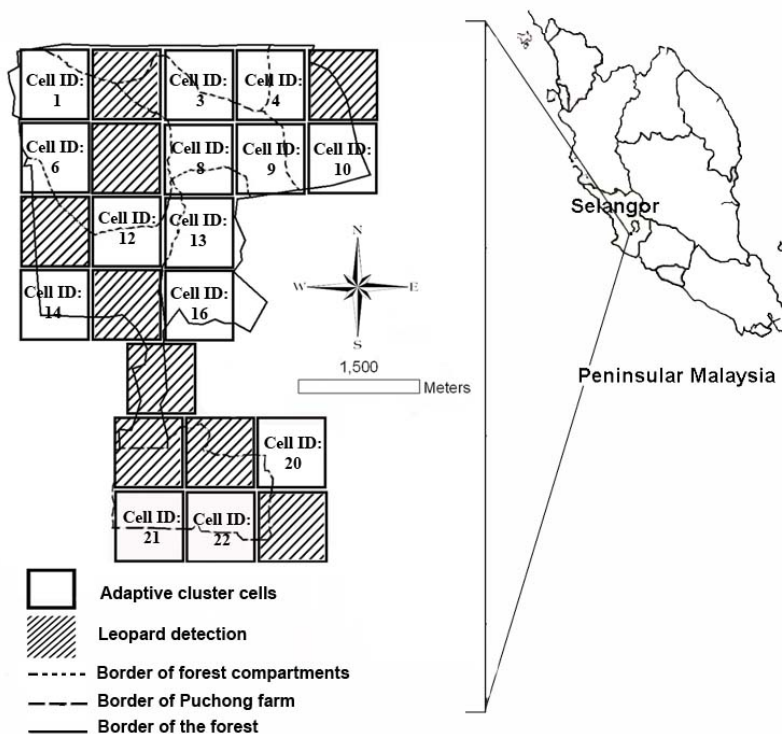 Cell ID:
1
Cell ID:
3
Cell ID:
4
Cell ID:
6
Cell ID:
8
Cell ID:
9
Cell ID:
10
Cell ID:
12
Cell ID:
13
Cell ID:
14
Cell ID:
16
Cell ID:
20
Cell ID:
21
Cell ID:
22
N
W
E
S
1,500
Meters
Selangor
Peninsular Malaysia
Adaptive cluster cells
Leopard detection
Border of forest compartments
Border of Puchong farm
Border of the forest